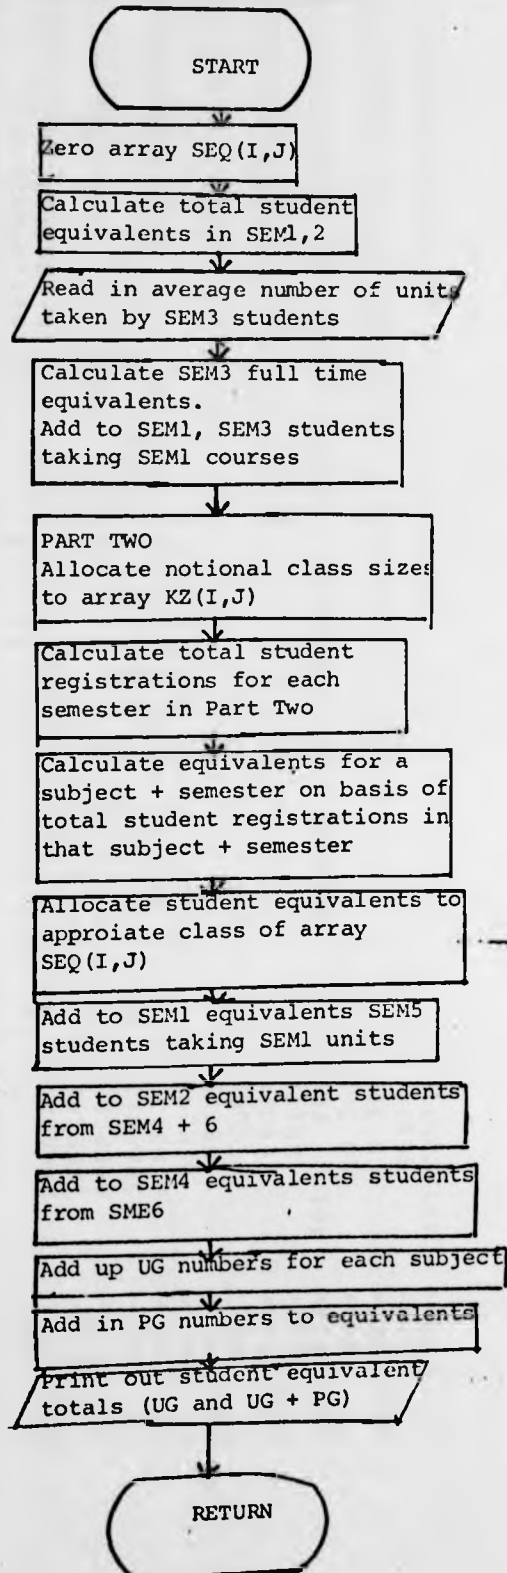 START
Zero array SEQ(I,J)
Calculate total student
equivalents in SEM1,2
Read in average number of units
taken by SEM3 students
Calculate SEM3 full time
equivalents.
Add to SEM1, SEM3 students
taking SEM1 courses
PART TWO
Allocate notional class sizes
to array KZ(I,J)
Calculate total student
registrations for each
semester in Part Two
Calculate equivalents for a
subject + semester on basis of
total student registrations in
that subject + semester
Allocate student equivalents to
approiate class of array
SEQ(I,J)
Add to SEM1 equivalents SEM5
students taking SEM1 units
Add to SEM2 equivalent students
from SEM4 + 6
Add to SEM4 equivalents students
from SME6
Add up UG numbers for each subject
Add in PG numbers to equivalents
Print out student equivalent
totals (UG and UG + PG)
RETURN